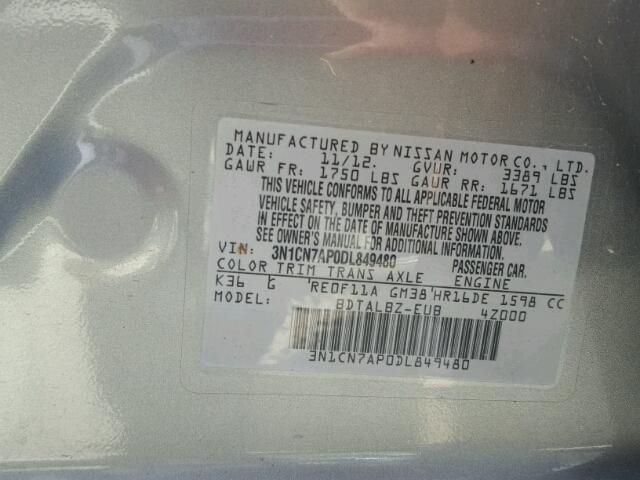 MANUFACTURED BY NISSAN MOTOR CO., LTD.
DATE: 11/12. GVWR: 3389 LBS
GAWR FR: 1750 LBS GAWR RR: 1671 LBS
THIS VEHICLE CONFORMS TO ALL APPLICABLE FEDERAL MOTOR
VEHICLE SAFETY, BUMPER AND THEFT PREVENTION STANDARDS
IN EFFECT ON THE DATE OF MANUFACTURE SHOWN ABOVE.
SEE OWNER'S MANUAL FOR ADDITIONAL INFORMATION.
VIN: 3N1CN7AP0DL849480 PASSENGER CAR.
COLOR TRIM TRANS AXLE ENGINE
K36 G 'RE0F11A GM38'HR16DE 1598 CC
MODEL: BDTALBZ-EUB 4Z000
3N1CN7AP0DL849480